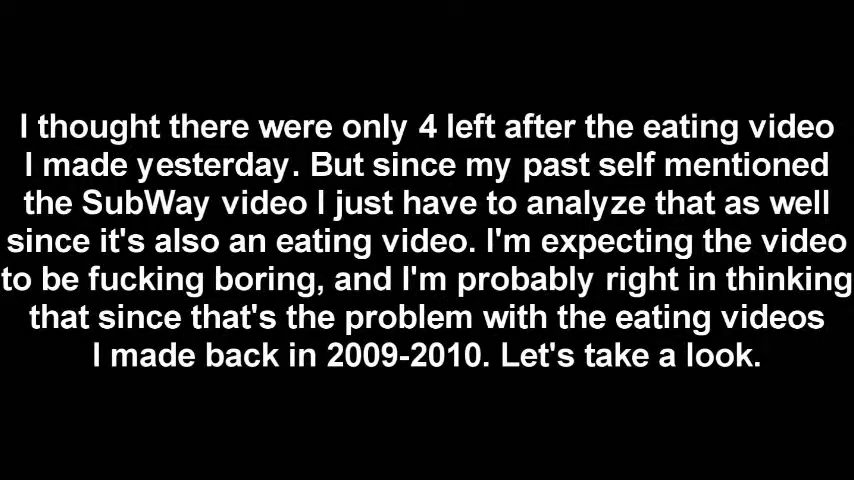 I thought there were only 4 left after the eating video
I made yesterday. But since my past self mentioned
the SubWay video I just have to analyze that as well
since it's also an eating video. I'm expecting the video
to be fucking boring, and I'm probably right in thinking
that since that's the problem with the eating videos
I made back in 2009-2010. Let's take a look.